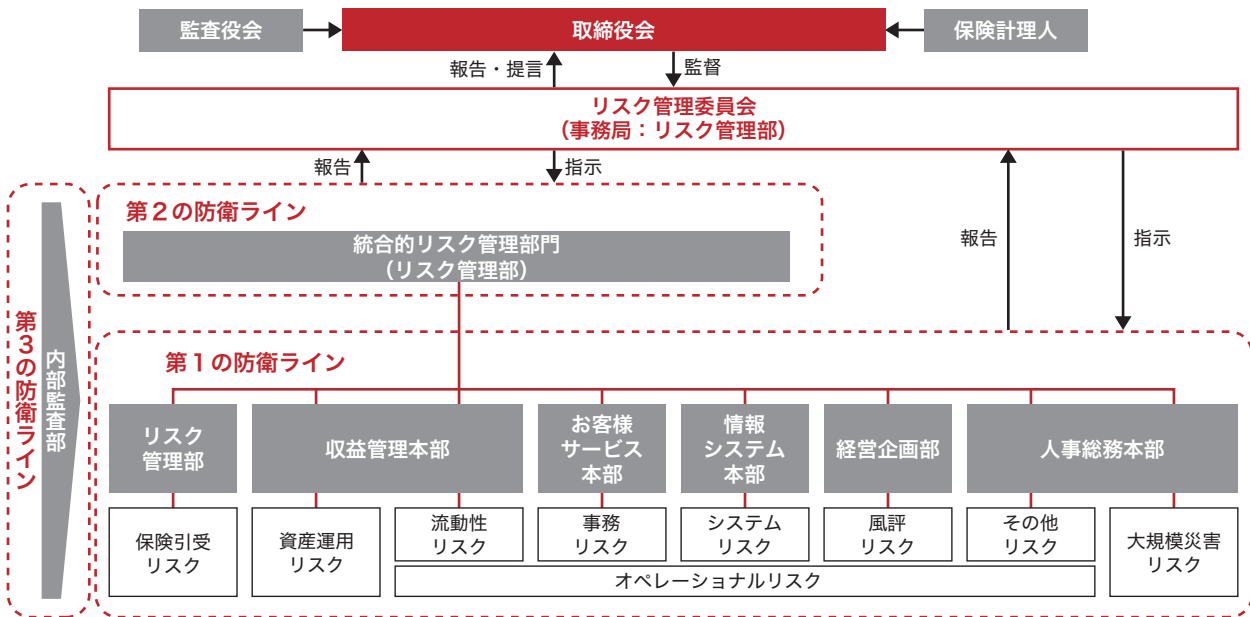 監査役会
取締役会
保険計理人
報告・提言
監督
リスク管理委員会
（事務局：リスク管理部）
報告
指示
第２の防衛ライン
統合的リスク管理部門
（リスク管理部）
報告
指示
第３の防衛ライン
内部監査部
第１の防衛ライン
リスク
管理部
収益管理本部
お客様
サービス
本部
情報
システム
本部
経営企画部
人事総務本部
保険引受
リスク
資産運用
リスク
流動性
リスク
事務
リスク
システム
リスク
風評
リスク
その他
リスク
大規模災害
リスク
オペレーショナルリスク